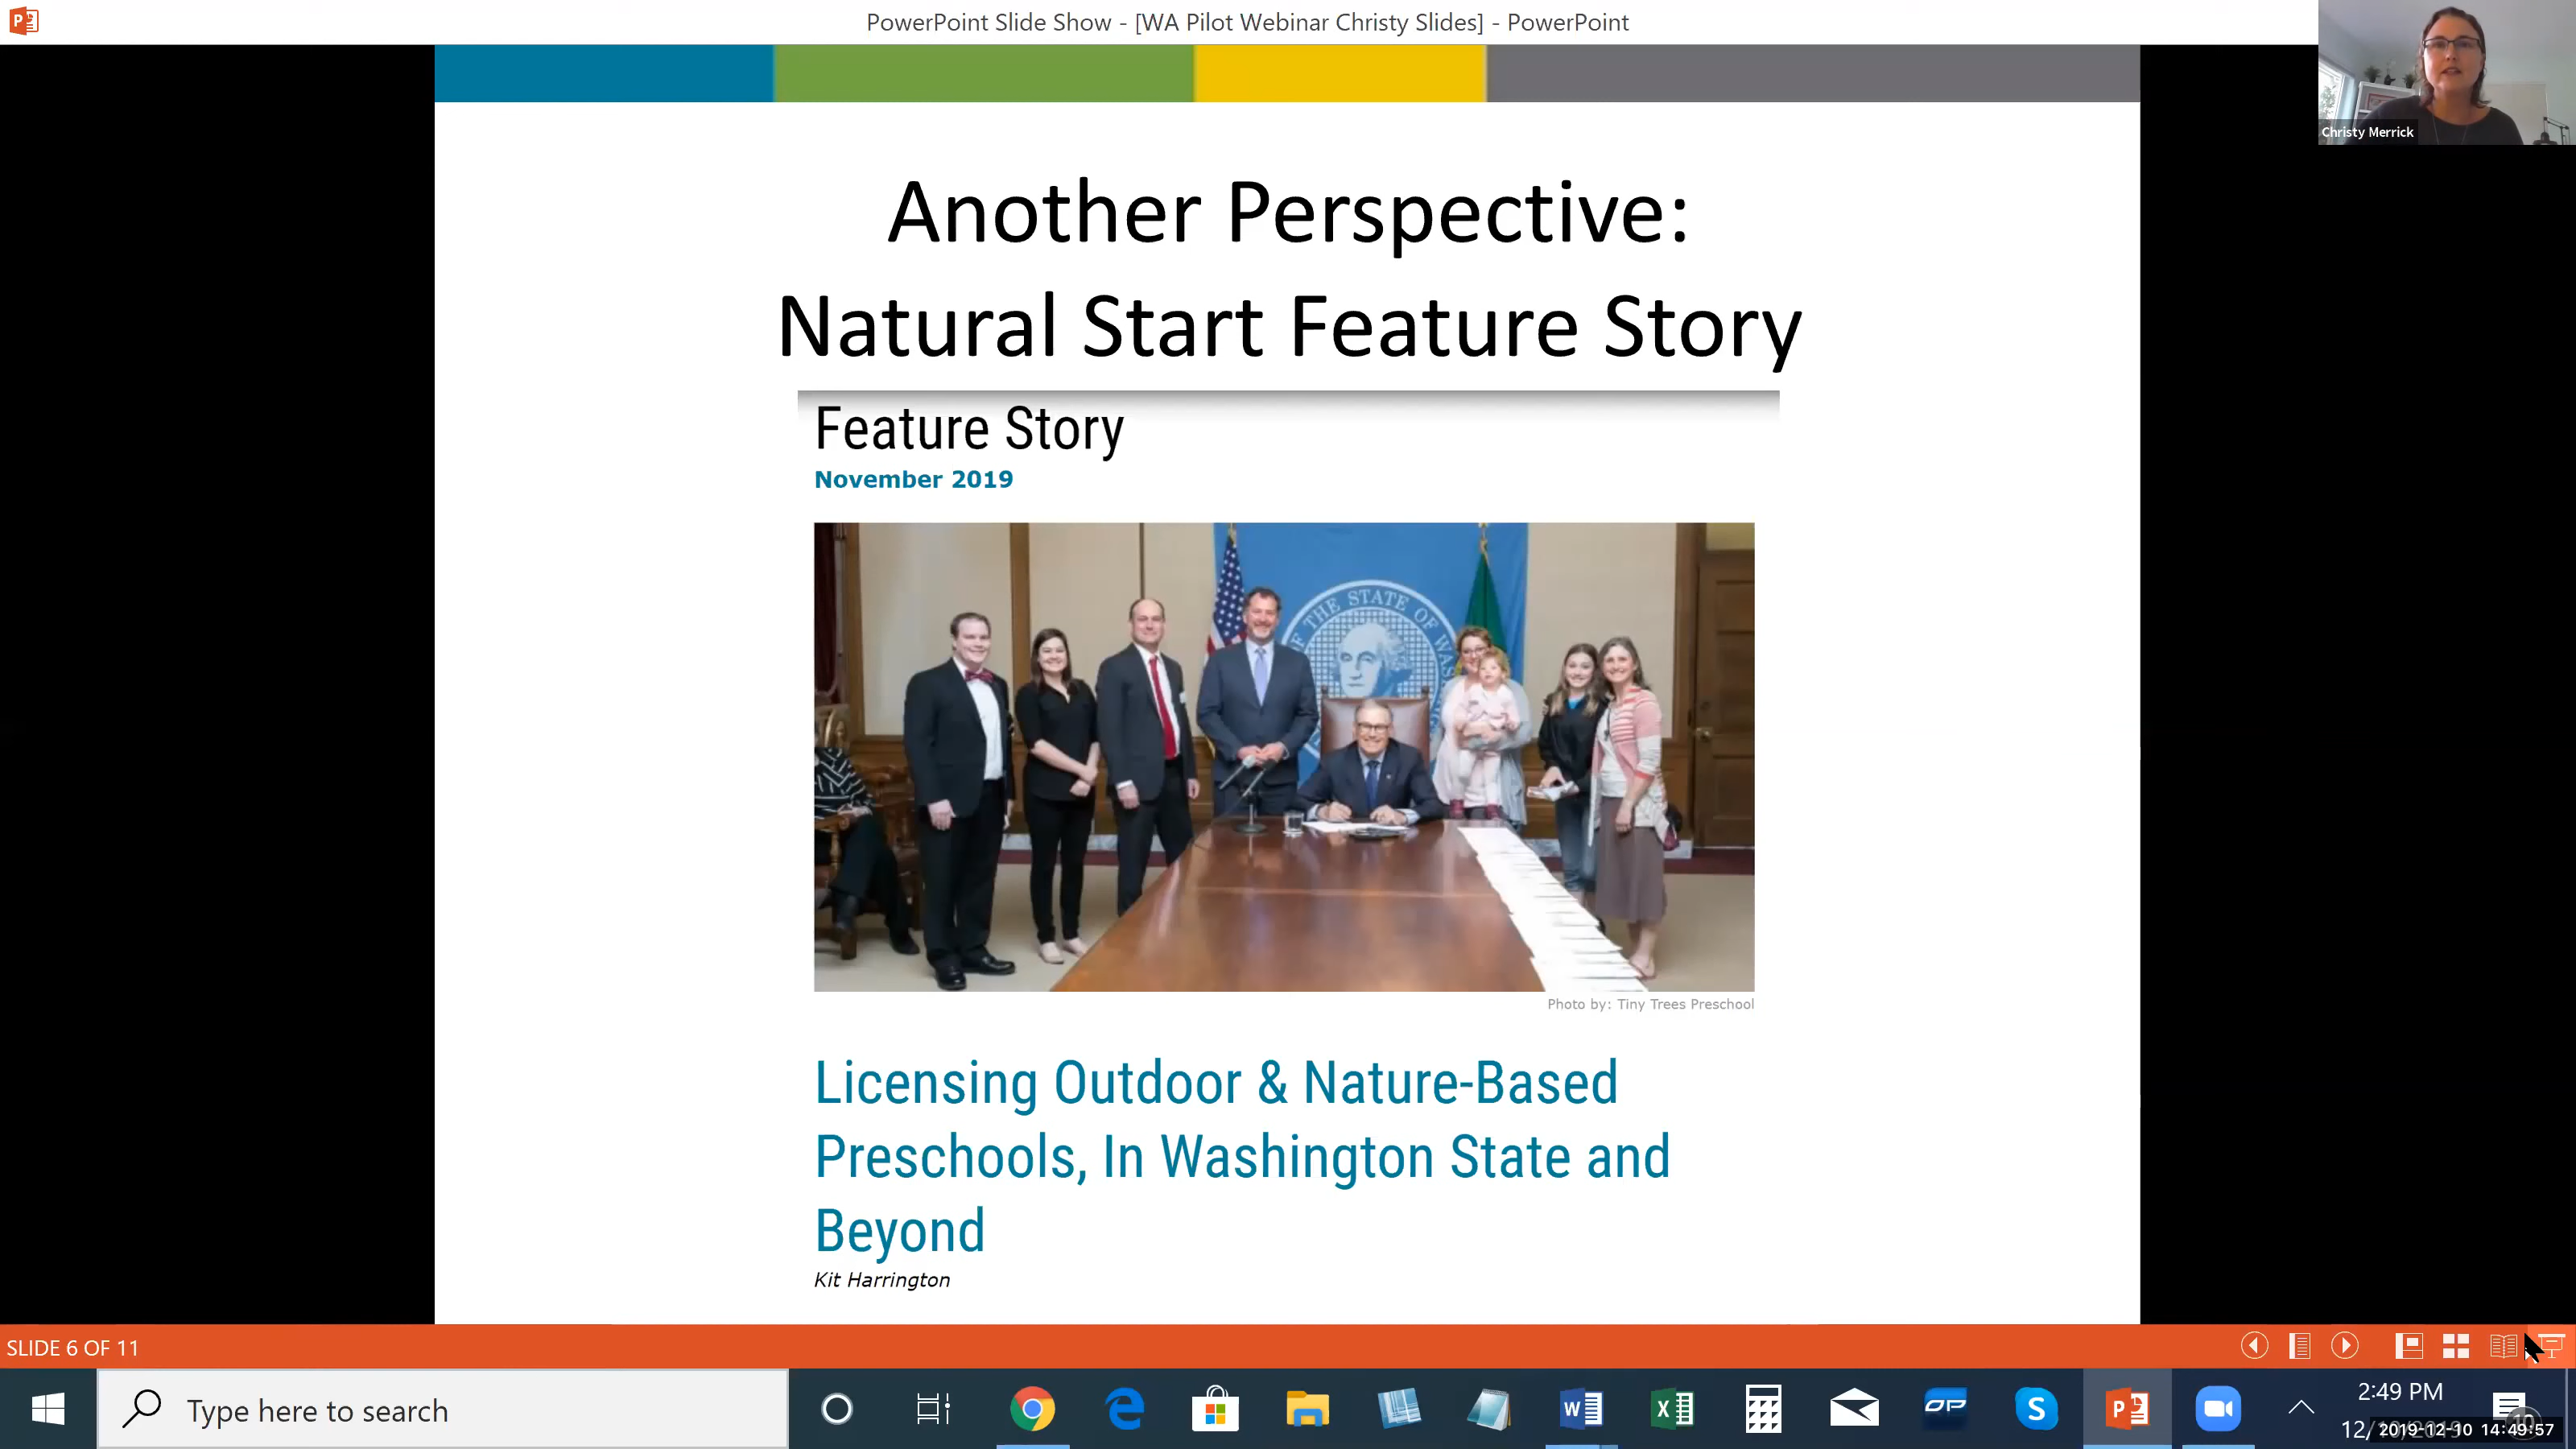 PowerPoint Slide Show - [WA Pilot Webinar Christy Slides] - PowerPoint
Christy Merrick
Another Perspective:
Natural Start Feature Story
Feature Story
November 2019
OF THE STATE OF WAS
Photo by: Tiny Trees Preschool
Licensing Outdoor & Nature-Based
Preschools, In Washington State and
Beyond
Kit Harrington
SLIDE 6 OF 11
Type here to search
OP
2:49 PM
2019-12-10 14:49:57